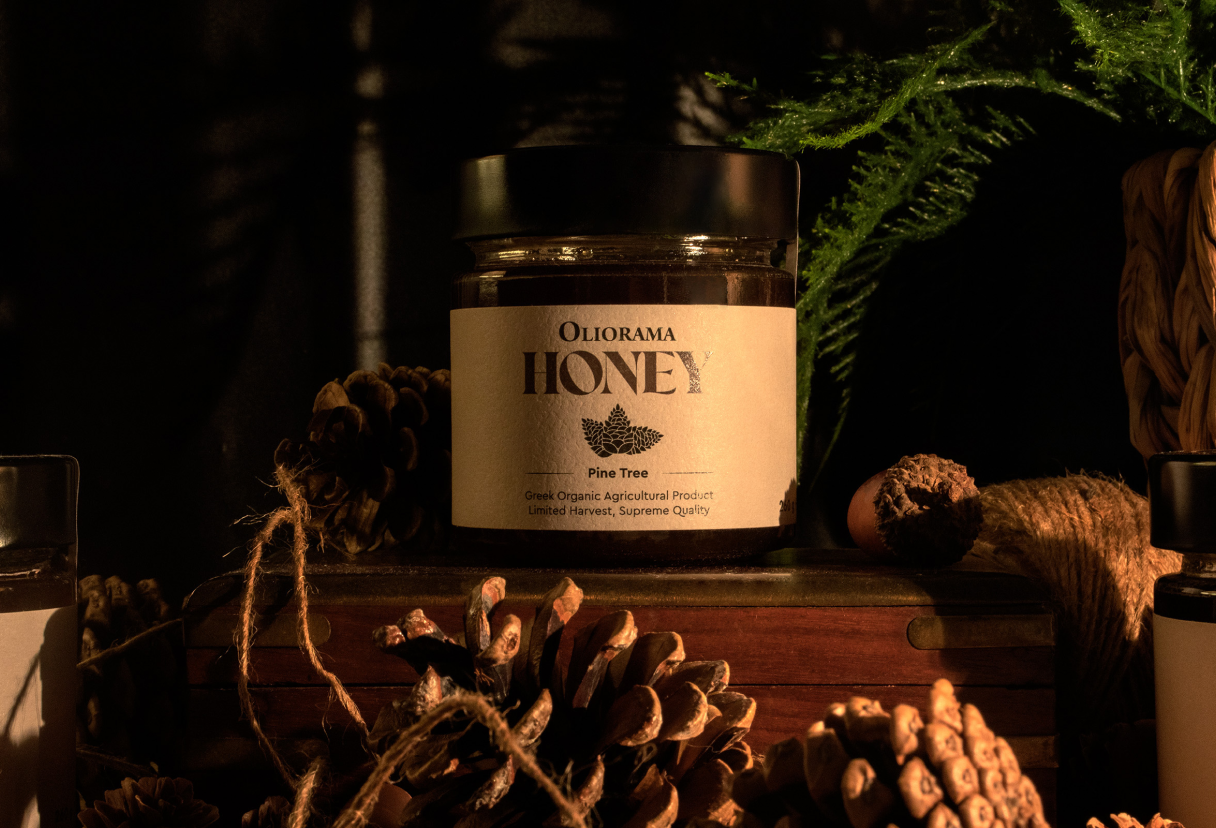 OLIORAMA
HONEY
Pine Tree
Greek Organic Agricultural Product
Limited Harvest, Supreme Quality